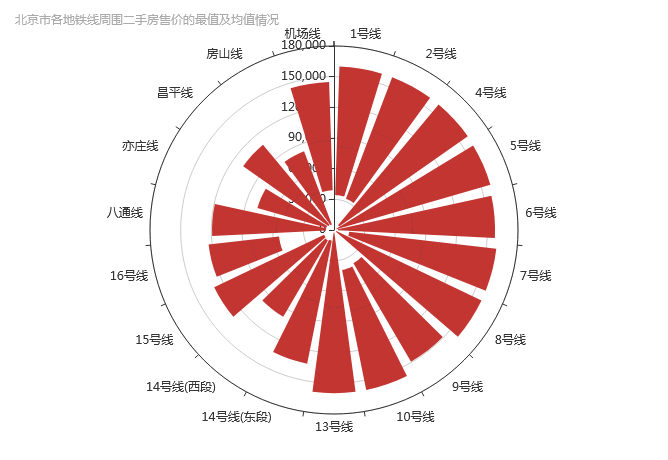 北京市各地铁线周围二手房售价的最值及均值情况
机场线
1号线
2号线
4号线
5号线
6号线
7号线
8号线
9号线
10号线
13号线
14号线(东段)
14号线(西段)
15号线
16号线
八通线
亦庄线
昌平线
房山线
180,000
150,000
0